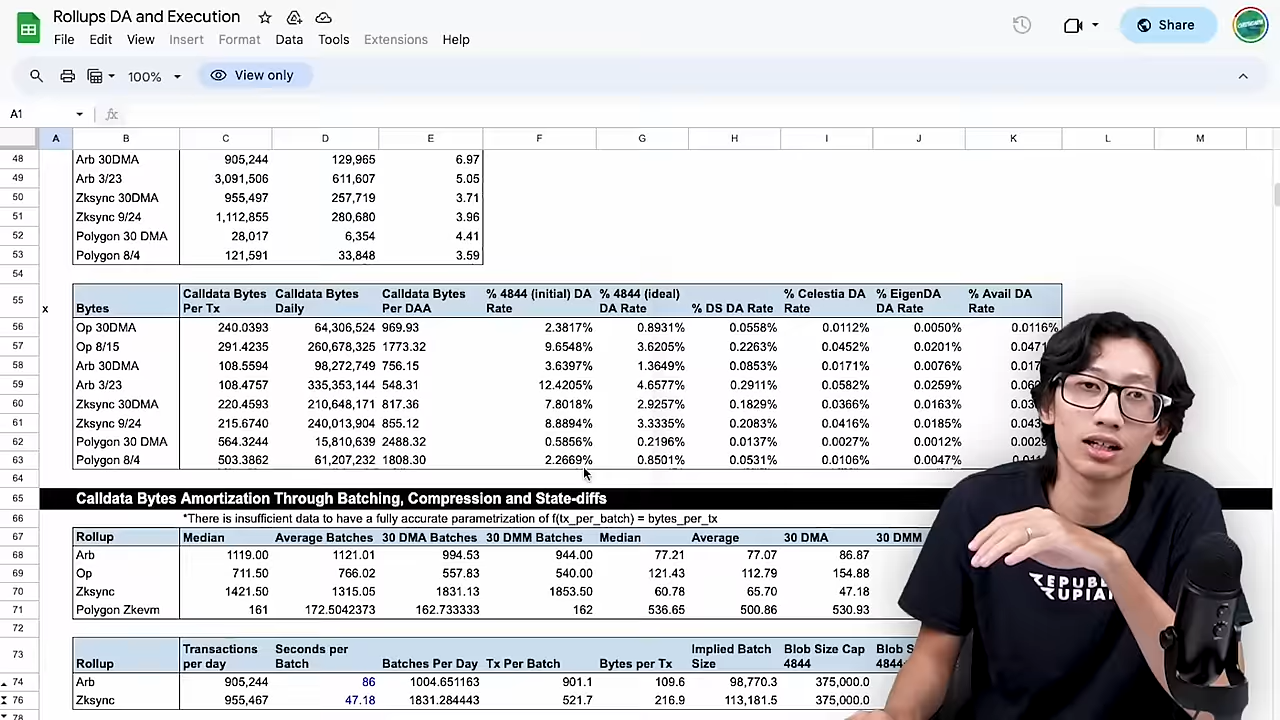 Rollups DA and Execution
File Edit View Insert Format Data Tools Extensions Help
Share
100% View only
A1 fx
A B C D E F G H I J K L M
48 Arb 30DMA 905,244 129,965 6.97
49 Arb 3/23 3,091,506 611,607 5.05
50 Zksync 30DMA 955,497 257,719 3.71
51 Zksync 9/24 1,112,855 280,680 3.96
52 Polygon 30 DMA 28,017 6,354 4.41
53 Polygon 8/4 121,591 33,848 3.59
54
Calldata Bytes Calldata Bytes Calldata Bytes % 4844 (initial) DA % 4844 (ideal) % Celestia DA % EigenDA % Avail DA
55 x Bytes Per Tx Daily Per DAA Rate DA Rate % DS DA Rate Rate DA Rate Rate
56 Op 30DMA 240.0393 64,306,524 969.93 2.3817% 0.8931% 0.0558% 0.0112% 0.0050% 0.0116%
57 Op 8/15 291.4235 260,678,325 1773.32 9.6548% 3.6205% 0.2263% 0.0452% 0.0201%
58 Arb 30DMA 108.5594 98,272,749 756.15 3.6397% 1.3649% 0.0853% 0.0171% 0.0076%
59 Arb 3/23 108.4757 335,353,144 548.31 12.4205% 4.6577% 0.2911% 0.0582% 0.0259%
60 Zksync 30DMA 220.4593 210,648,171 817.36 7.8018% 2.9257% 0.1829% 0.0366% 0.0163%
61 Zksync 9/24 215.6740 240,013,904 855.12 8.8894% 3.3335% 0.2083% 0.0416% 0.0185%
62 Polygon 30 DMA 564.3244 15,810,639 2488.32 0.5856% 0.2196% 0.0137% 0.0027% 0.0012%
63 Polygon 8/4 503.3862 61,207,232 1808.30 2.2669% 0.8501% 0.0531% 0.0106% 0.0047%
64
65 Calldata Bytes Amortization Through Batching, Compression and State-diffs
66 *There is insufficient data to have a fully accurate parametrization of f(tx_per_batch) = bytes_per_tx
67 Rollup Median Average Batches 30 DMA Batches 30 DMM Batches Median Average 30 DMA 30 DMM
68 Arb 1119.00 1121.01 994.53 944.00 77.21 77.07 86.87
69 Op 711.50 766.02 557.83 540.00 121.43 112.79 154.88
70 Zksync 1421.50 1315.05 1831.13 1853.50 60.78 65.70 47.18
71 Polygon Zkevm 161 172.5042373 162.733333 162 536.65 500.86 530.93
72
Transactions Seconds per Implied Batch Blob Size Cap
73 Rollup per day Batch Batches Per Day Tx Per Batch Bytes per Tx Size 4844
74 Arb 905,244 86 1004.651163 901.1 109.6 98,770.3 375,000.0
76 Zksync 955,467 47.18 1831.284443 521.7 216.9 113,181.5 375,000.0
78